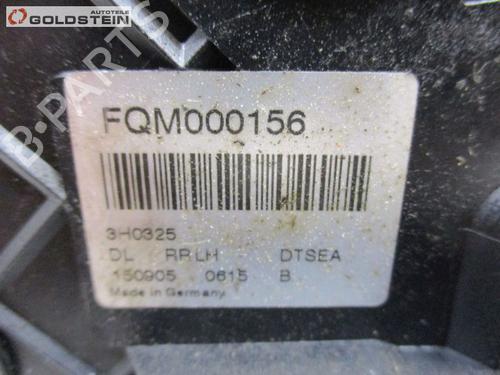 Autoteile
GOLDSTEIN
B-PARTS
FQM000156
3H0325
DL RR LH DTSEA
150905 0615 B
Made in Germany